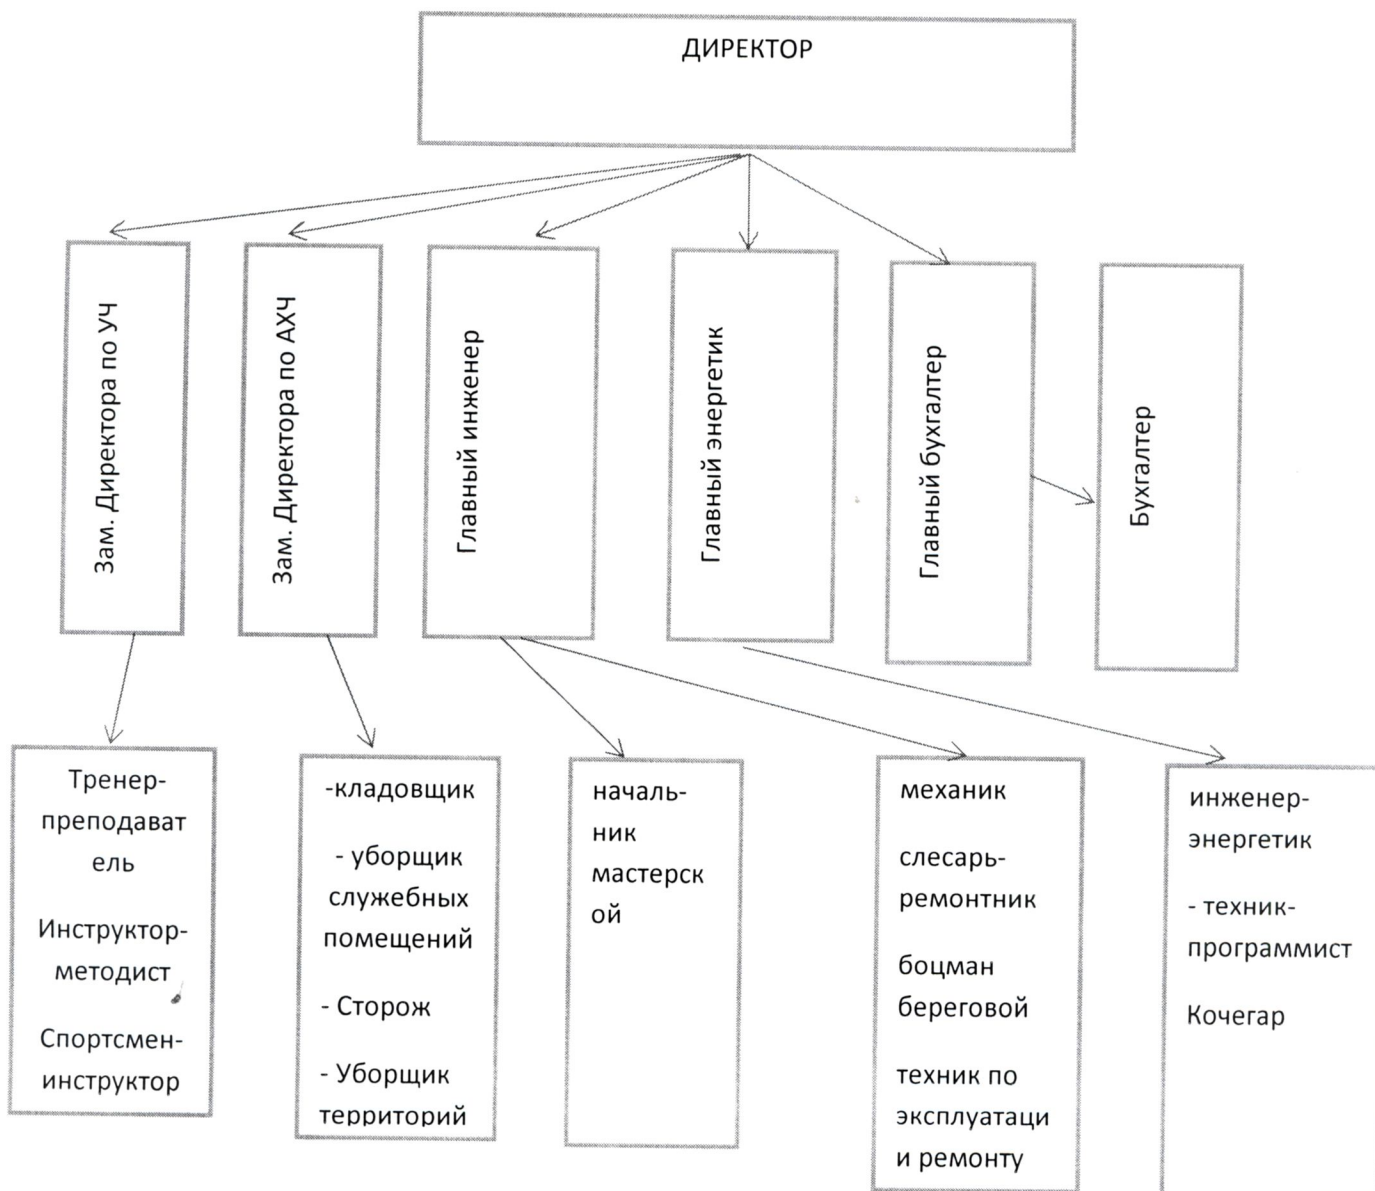 ДИРЕКТОР
Зам. Директора по УЧ
Зам. Директора по АХЧ
Главный инженер
Главный энергетик
Главный бухгалтер
Бухгалтер
Тренер-
преподават
ель
Инструктор-
методист
Спортсмен-
инструктор
-кладовщик
- уборщик
служебных
помещений
- Сторож
- Уборщик
территорий
началь-
ник
мастерск
ой
механик
слесарь-
ремонтник
боцман
береговой
техник по
эксплуатаци
и ремонту
инженер-
энергетик
- техник-
программист
Кочегар